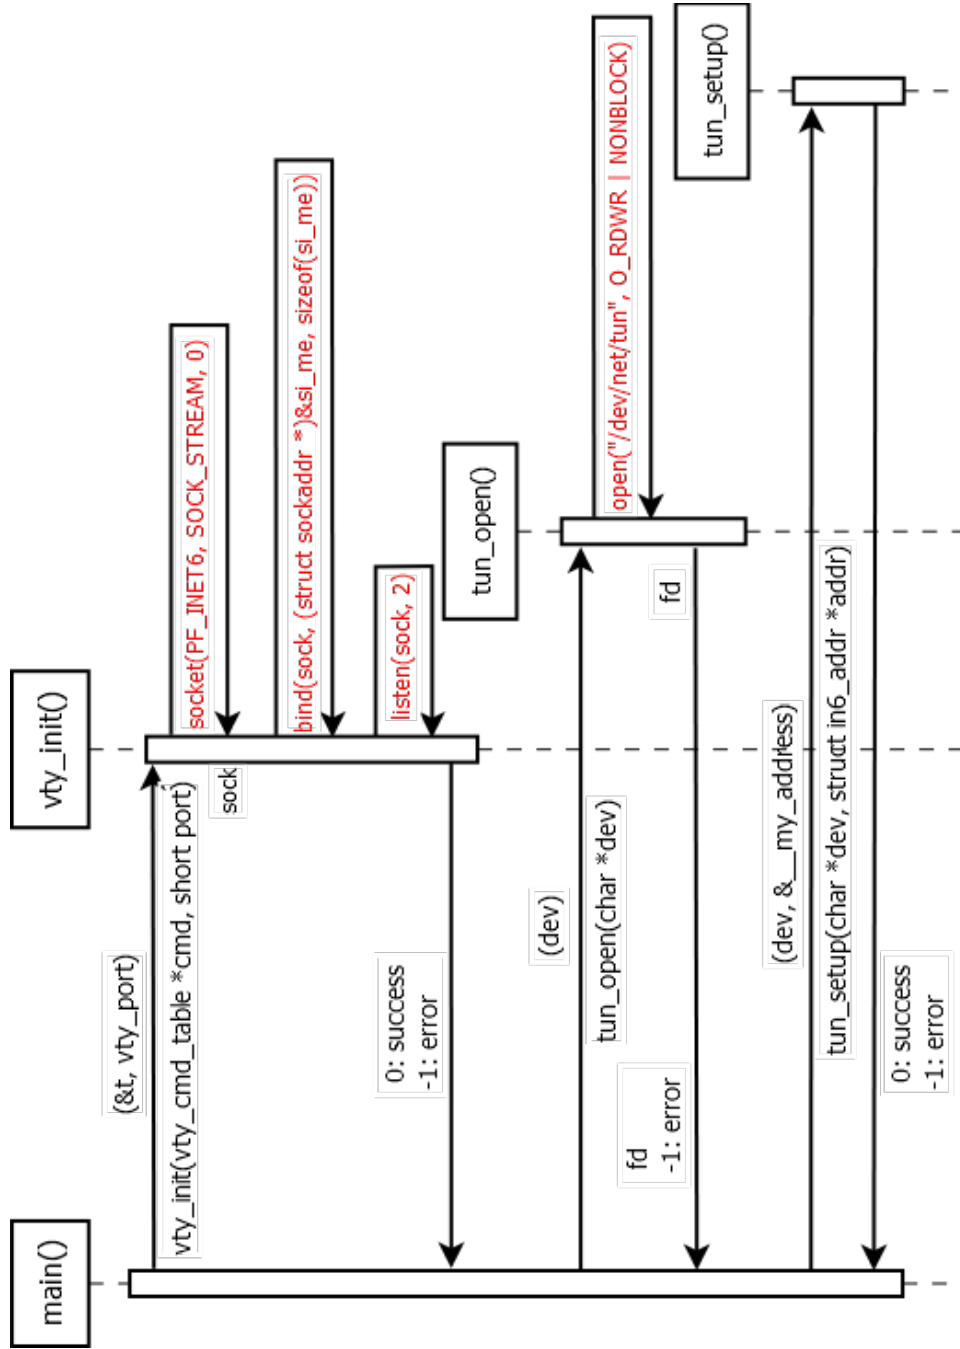 main()
vty_init()
(&t, vty_port)
vty_init(vty_cmd_table *cmd, short port)
socket(PF_INET6, SOCK_STREAM, 0)
sock
bind(sock, (struct sockaddr *)&si_me, sizeof(si_me))
listen(sock, 2)
0: success
-1: error
tun_open()
(dev)
tun_open(char *dev)
open("/dev/net/tun", O_RDWR | NONBLOCK)
fd
fd
-1: error
tun_setup()
(dev, &__my_address)
tun_setup(char *dev, struct in6_addr *addr)
0: success
-1: error